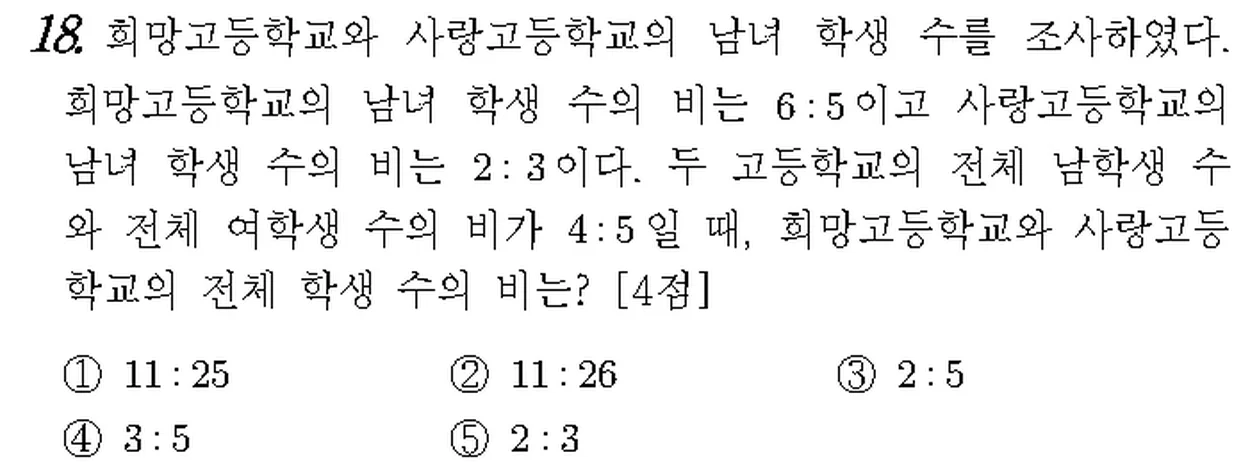 18. 희망고등학교와 사랑고등학교의 남녀 학생 수를 조사하였다.
희망고등학교의 남녀 학생 수의 비는 6 : 5이고 사랑고등학교의
남녀 학생 수의 비는 2 : 3이다. 두 고등학교의 전체 남학생 수
와 전체 여학생 수의 비가 4 : 5일 때, 희망고등학교와 사랑고등
학교의 전체 학생 수의 비는? [4점]
① 11 : 25 ② 11 : 26 ③ 2 : 5
④ 3 : 5 ⑤ 2 : 3